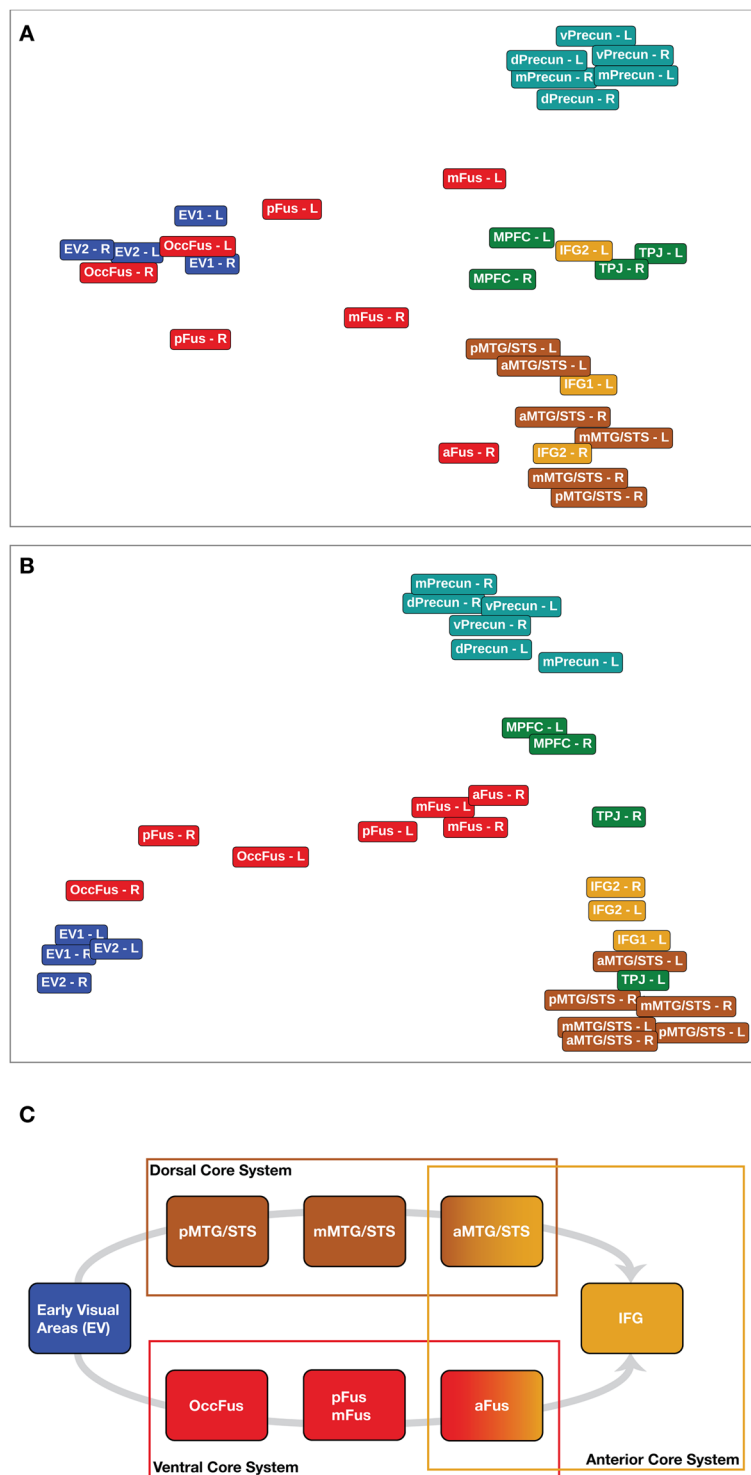 A
vPrecun - L
vPrecun - R
dPrecun - L
mPrecun - R
mPrecun - L
dPrecun - R
mFus - L
pFus - L
EV1 - L
MPFC - L
EV2 - R
EV2 - L
OccFus - L
IFG2 - L
TPJ - L
OccFus - R
EV1 - R
TPJ - R
MPFC - R
mFus - R
pFus - R
pMTG/STS - L
aMTG/STS - L
IFG1 - L
aMTG/STS - R
mMTG/STS - L
aFus - R
IFG2 - R
mMTG/STS - R
pMTG/STS - R
B
mPrecun - R
dPrecun - R
vPrecun - L
vPrecun - R
dPrecun - L
mPrecun - L
MPFC - L
MPFC - R
aFus - R
mFus - L
TPJ - R
mFus - R
pFus - L
pFus - R
OccFus - L
OccFus - R
IFG2 - R
IFG2 - L
EV1 - L
IFG1 - L
EV2 - L
EV1 - R
aMTG/STS - L
EV2 - R
TPJ - L
pMTG/STS - R
mMTG/STS - R
mMTG/STS - L
pMTG/STS - L
aMTG/STS - R
C
Dorsal Core System
pMTG/STS
mMTG/STS
aMTG/STS
Early Visual
Areas (EV)
IFG
OccFus
pFus
mFus
aFus
Ventral Core System
Anterior Core System